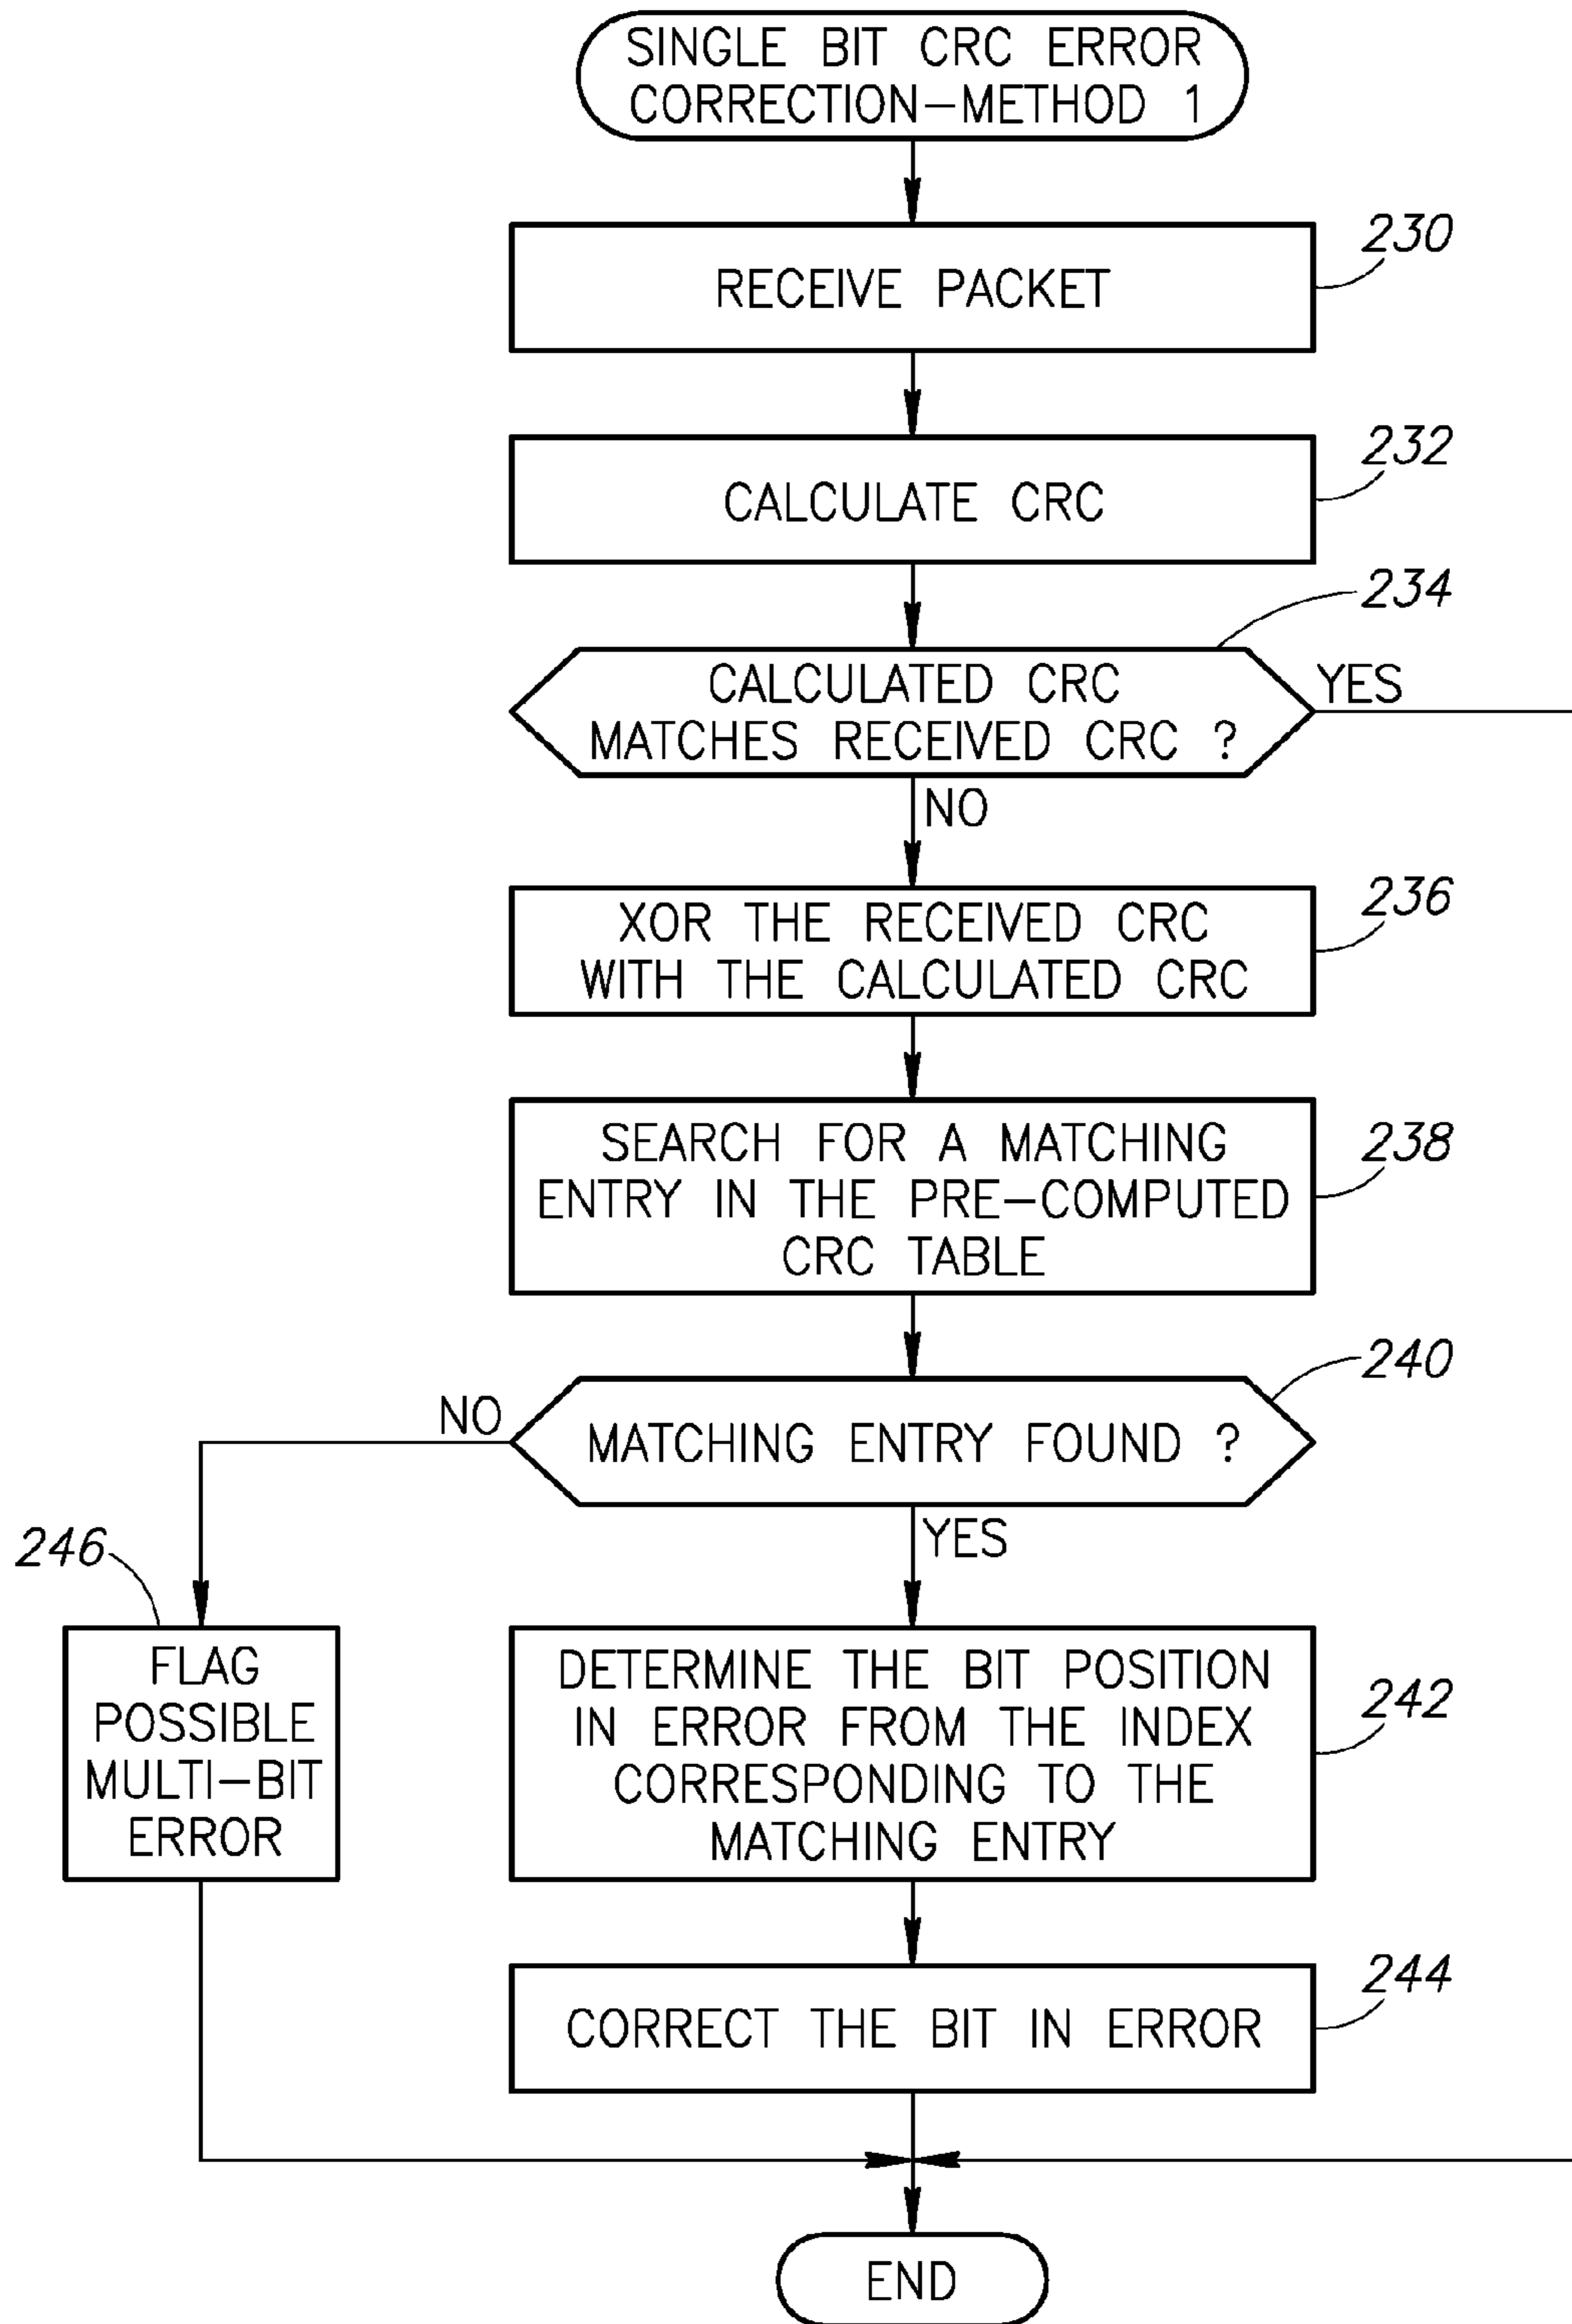 SINGLE BIT CRC ERROR
CORRECTION-METHOD 1
230
RECEIVE PACKET
232
CALCULATE CRC
234
CALCULATED CRC
MATCHES RECEIVED CRC ?
YES
NO
236
XOR THE RECEIVED CRC
WITH THE CALCULATED CRC
238
SEARCH FOR A MATCHING
ENTRY IN THE PRE-COMPUTED
CRC TABLE
240
NO
MATCHING ENTRY FOUND ?
YES
246
FLAG
POSSIBLE
MULTI-BIT
ERROR
242
DETERMINE THE BIT POSITION
IN ERROR FROM THE INDEX
CORRESPONDING TO THE
MATCHING ENTRY
244
CORRECT THE BIT IN ERROR
END